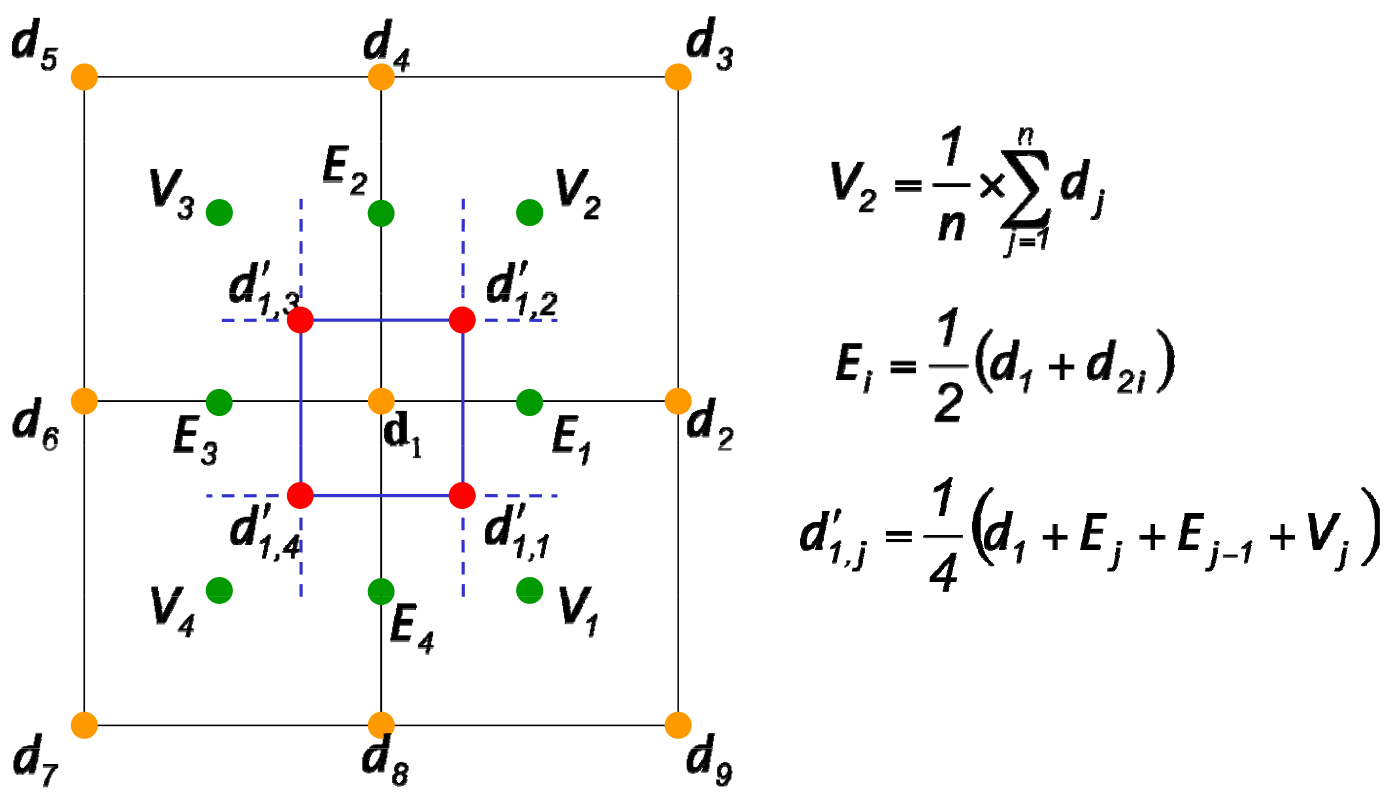 d₅ d₄ d₃
V₃ E₂ V₂
d′₁,₃ d′₁,₂
d₆ E₃ d₁ E₁ d₂
d′₁,₄ d′₁,₁
V₄ E₄ V₁
d₇ d₈ d₉
V₂ = 1/n × ∑_{j=1}^{n} d_j
E_i = 1/2 (d₁ + d_{2i})
d′_{1,j} = 1/4 (d₁ + E_j + E_{j−1} + V_j)